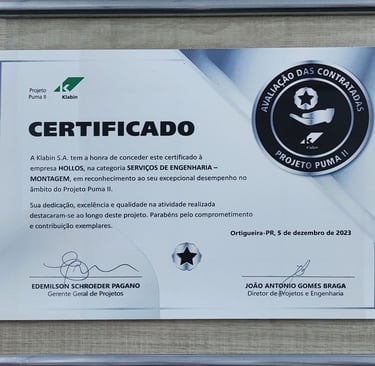 Projeto
Puma II
Klabin
CERTIFICADO
A Klabin S.A. tem a honra de conceder este certificado à
empresa HOLLOS, na categoria SERVIÇOS DE ENGENHARIA –
MONTAGEM, em reconhecimento ao seu excepcional desempenho no
âmbito do Projeto Puma II.
Sua dedicação, excelência e qualidade na atividade realizada
destacaram-se ao longo deste projeto. Parabéns pelo comprometimento
e contribuição exemplares.
AVALIAÇÃO DAS CONTRATADAS
Klabin
PROJETO PUMA II
Ortigueira-PR, 5 de dezembro de 2023
EDEMILSON SCHROEDER PAGANO
Gerente Geral de Projetos
JOÃO ANTONIO GOMES BRAGA
Diretor de Projetos e Engenharia